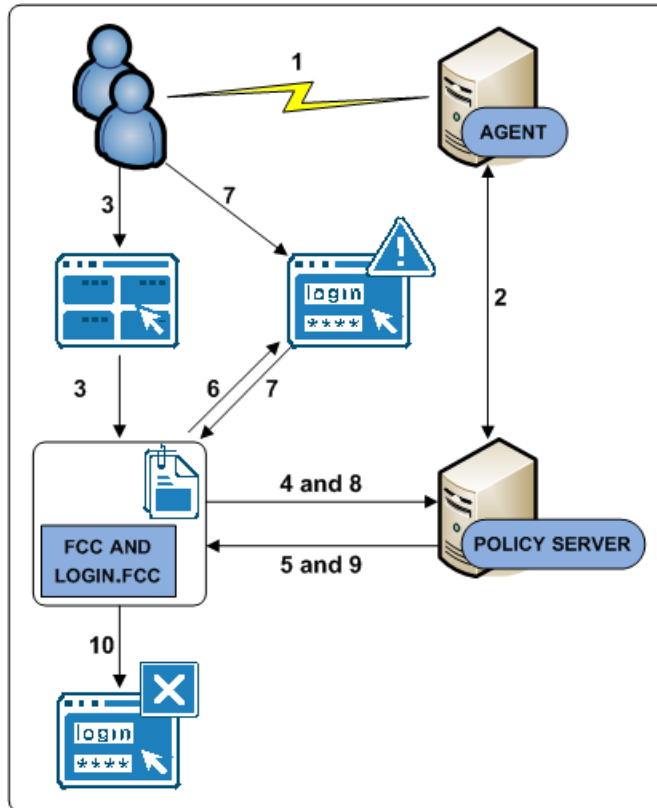 1
AGENT
3
7
login
****
2
3
6
7
4 and 8
FCC AND
LOGIN.FCC
POLICY SERVER
5 and 9
10
login
****